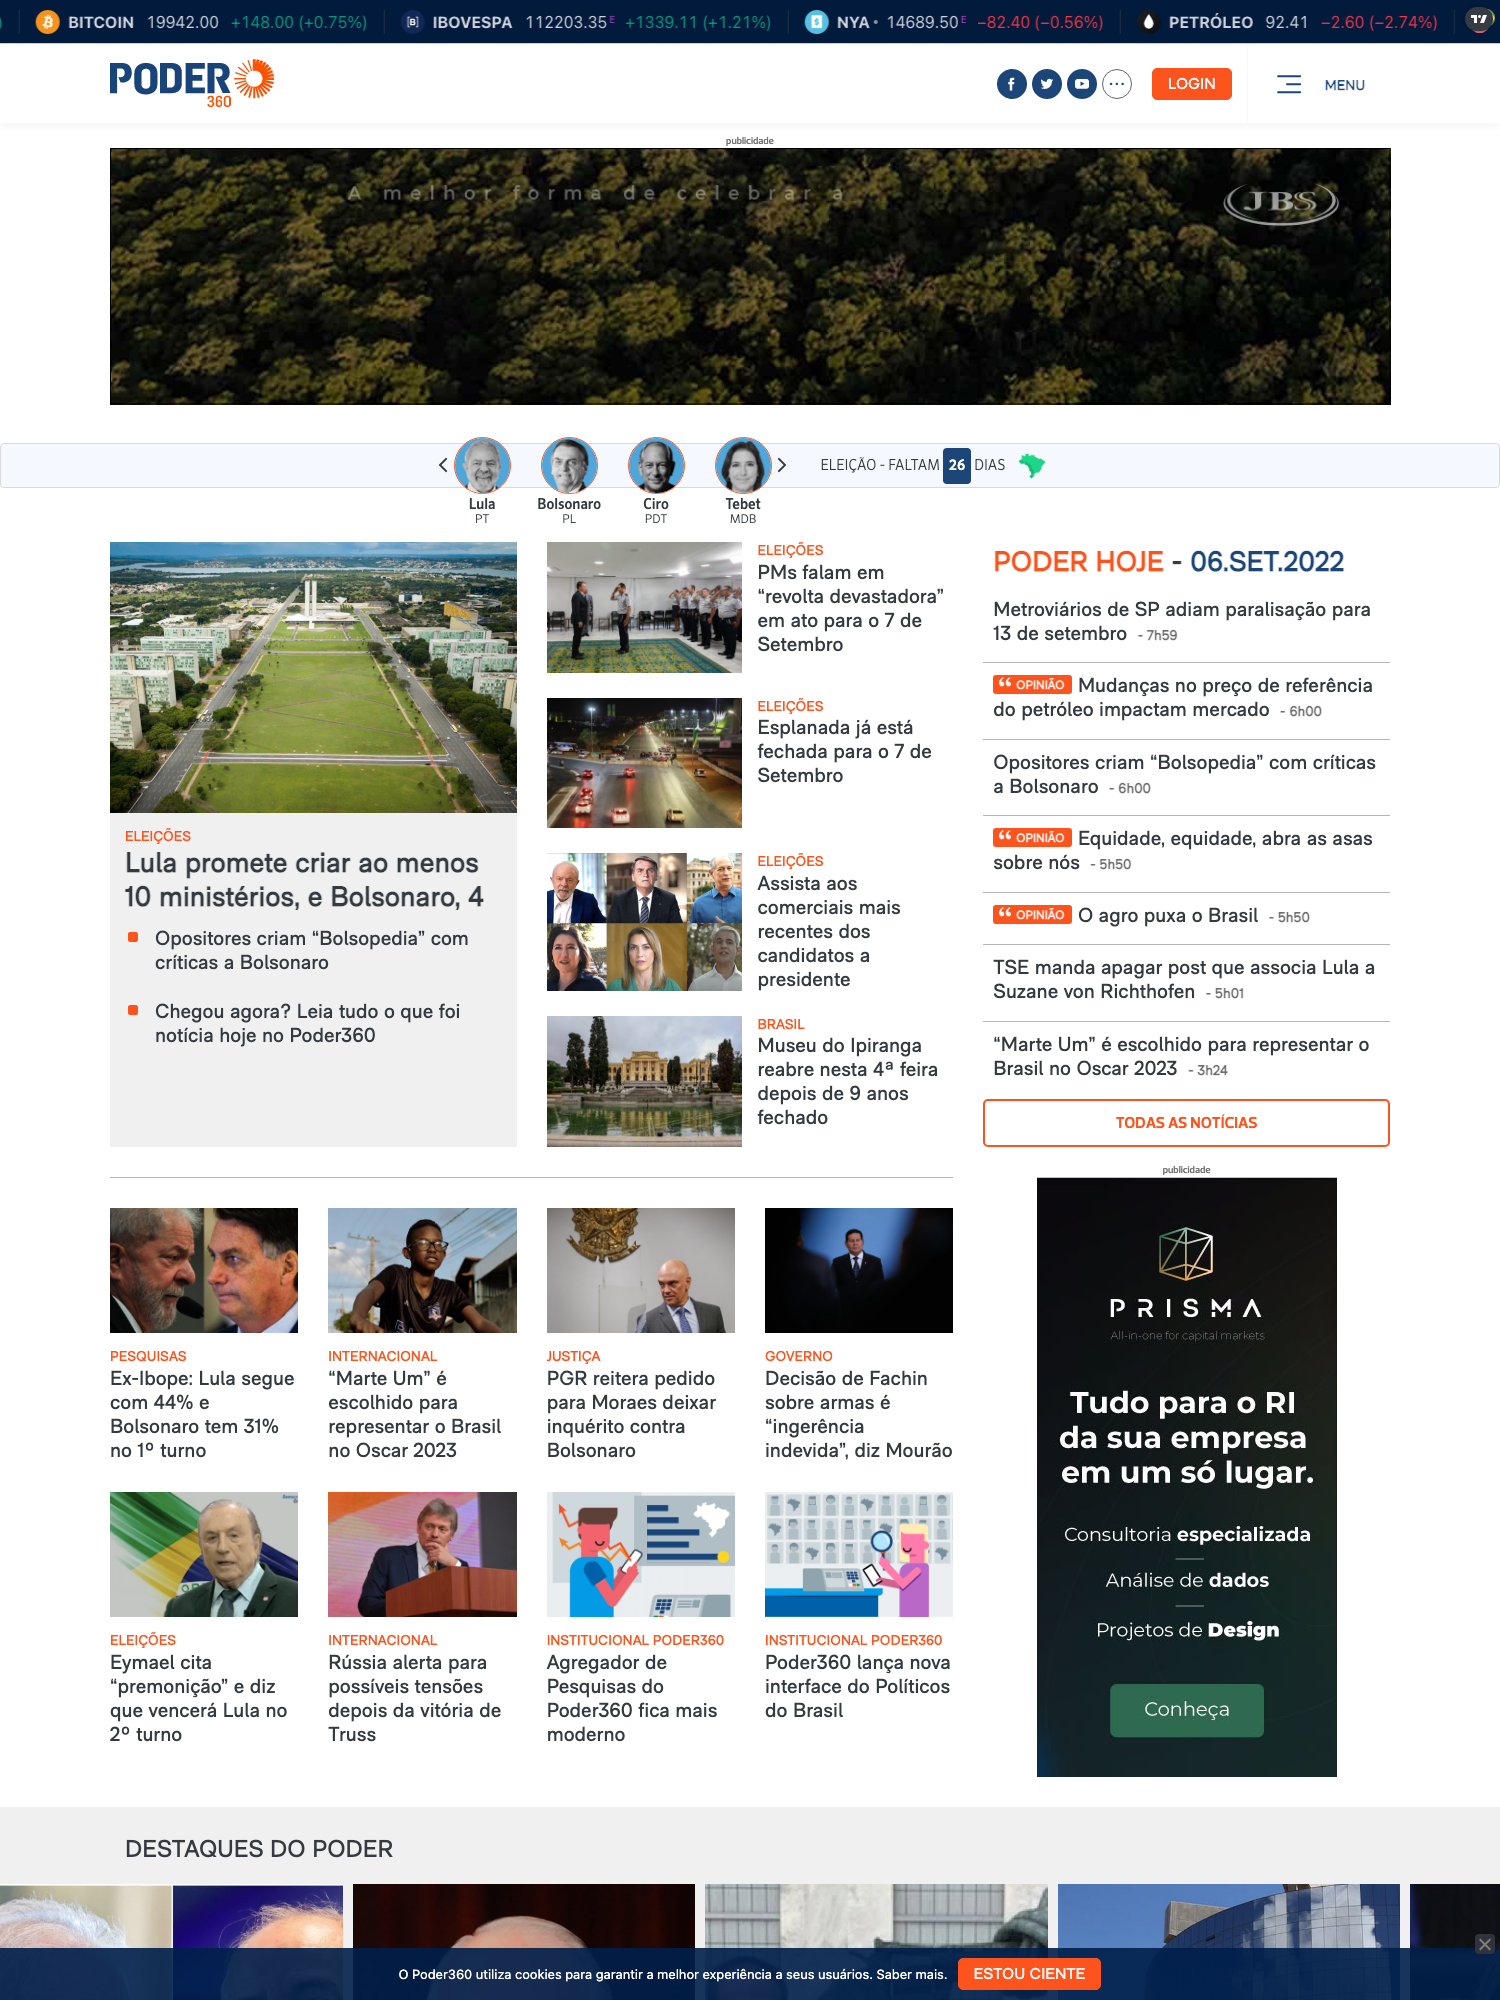 BITCOIN 19942.00 +148.00 (+0.75%)
IBOVESPA 112203.35 E +1339.11 (+1.21%)
NYA 14689.50 E −82.40 (−0.56%)
PETRÓLEO 92.41 −2.60 (−2.74%)
PODER
360
LOGIN
MENU
publicidade
A melhor forma de celebrar a
JBS
Lula
PT
Bolsonaro
PL
Ciro
PDT
Tebet
MDB
ELEIÇÃO - FALTAM 26 DIAS
ELEIÇÕES
Lula promete criar ao menos
10 ministérios, e Bolsonaro, 4
Opositores criam “Bolsopedia” com
críticas a Bolsonaro
Chegou agora? Leia tudo o que foi
notícia hoje no Poder360
ELEIÇÕES
PMs falam em
“revolta devastadora”
em ato para o 7 de
Setembro
ELEIÇÕES
Esplanada já está
fechada para o 7 de
Setembro
ELEIÇÕES
Assista aos
comerciais mais
recentes dos
candidatos a
presidente
BRASIL
Museu do Ipiranga
reabre nesta 4ª feira
depois de 9 anos
fechado
PODER HOJE - 06.SET.2022
Metroviários de SP adiam paralisação para
13 de setembro - 7h59
“ OPINIÃO Mudanças no preço de referência
do petróleo impactam mercado - 6h00
Opositores criam “Bolsopedia” com críticas
a Bolsonaro - 6h00
“ OPINIÃO Equidade, equidade, abra as asas
sobre nós - 5h50
“ OPINIÃO O agro puxa o Brasil - 5h50
TSE manda apagar post que associa Lula a
Suzane von Richthofen - 5h01
“Marte Um” é escolhido para representar o
Brasil no Oscar 2023 - 3h24
TODAS AS NOTÍCIAS
publicidade
PRISMA
All-in-one for capital markets
Tudo para o RI
da sua empresa
em um só lugar.
Consultoria especializada
Análise de dados
Projetos de Design
Conheça
PESQUISAS
Ex-Ibope: Lula segue
com 44% e
Bolsonaro tem 31%
no 1º turno
INTERNACIONAL
“Marte Um” é
escolhido para
representar o Brasil
no Oscar 2023
JUSTIÇA
PGR reitera pedido
para Moraes deixar
inquérito contra
Bolsonaro
GOVERNO
Decisão de Fachin
sobre armas é
“ingerência
indevida”, diz Mourão
ELEIÇÕES
Eymael cita
“premonição” e diz
que vencerá Lula no
2º turno
INTERNACIONAL
Rússia alerta para
possíveis tensões
depois da vitória de
Truss
INSTITUCIONAL PODER360
Agregador de
Pesquisas do
Poder360 fica mais
moderno
INSTITUCIONAL PODER360
Poder360 lança nova
interface do Políticos
do Brasil
DESTAQUES DO PODER
O Poder360 utiliza cookies para garantir a melhor experiência a seus usuários. Saber mais.
ESTOU CIENTE